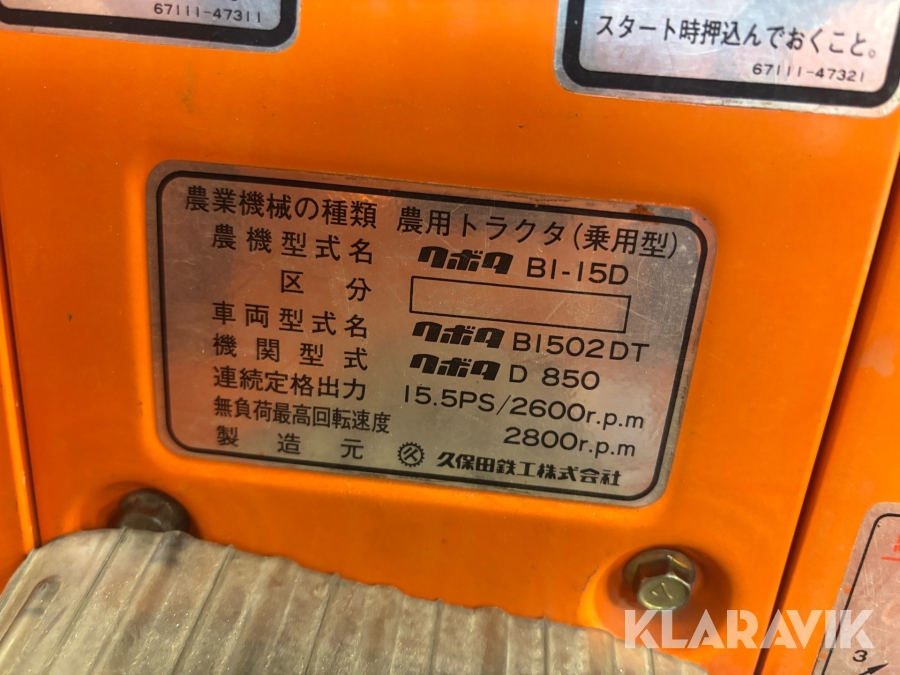 67111-47311
スタート時押込んでおくこと。
67111-47321
農業機械の種類 農用トラクタ(乗用型)
農機型式名 クボタ B1-15D
区分
車両型式名 クボタ B1502DT
機関型式 クボタ D 850
連続定格出力 15.5PS/2600r.p.m
無負荷最高回転速度 2800r.p.m
製造元 久保田鉄工株式会社
3
KLARAVIK